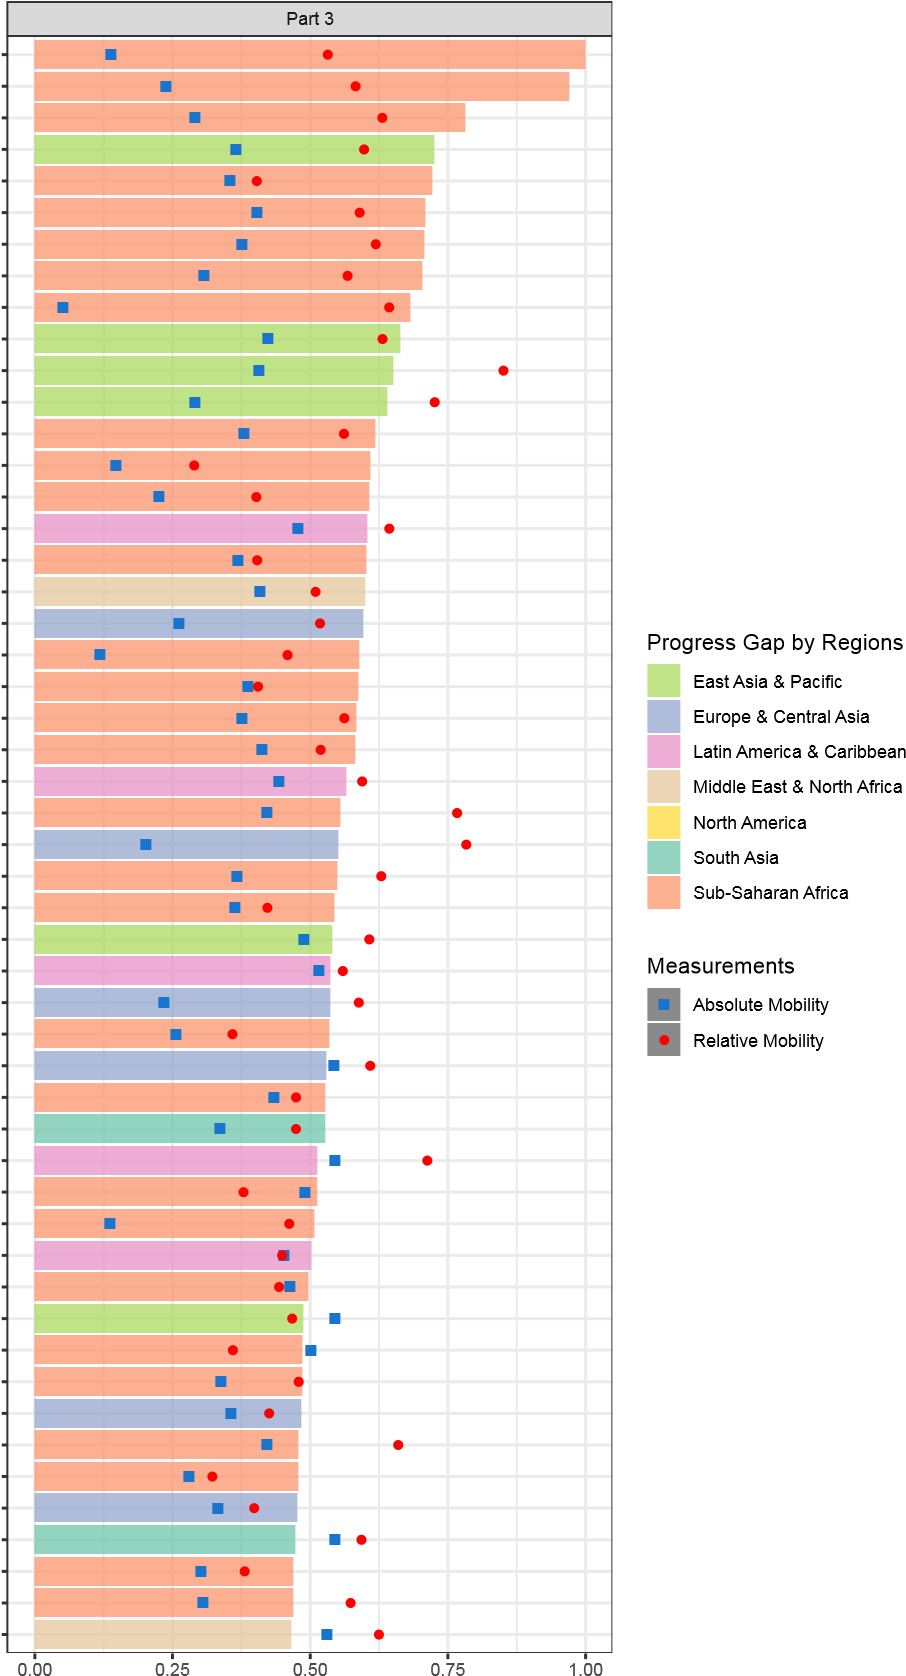 Part 3
Progress Gap by Regions
East Asia & Pacific
Europe & Central Asia
Latin America & Caribbean
Middle East & North Africa
North America
South Asia
Sub-Saharan Africa
Measurements
Absolute Mobility
Relative Mobility
0.00 0.25 0.50 0.75 1.00